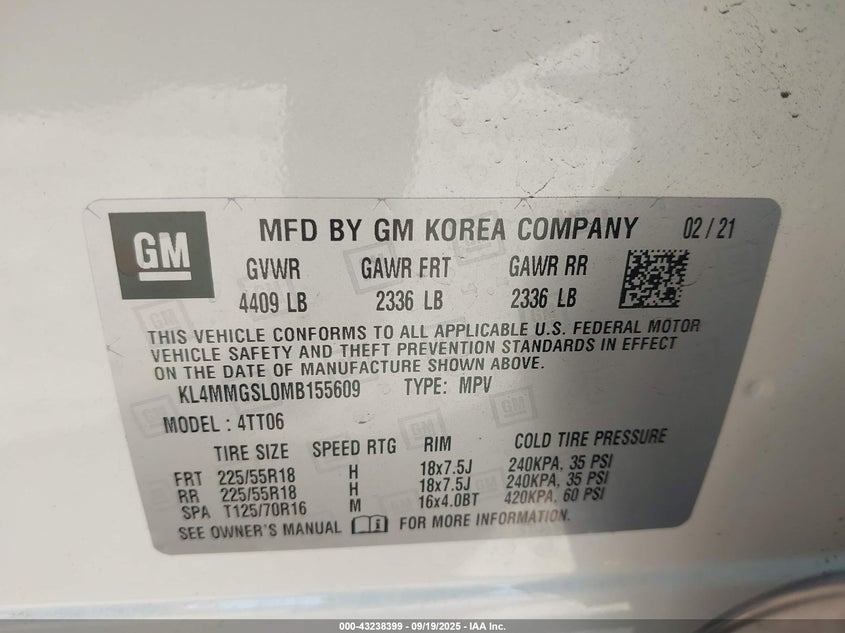 GM
MFD BY GM KOREA COMPANY 02 / 21
GVWR GAWR FRT GAWR RR
4409 LB 2336 LB 2336 LB
THIS VEHICLE CONFORMS TO ALL APPLICABLE U.S. FEDERAL MOTOR
VEHICLE SAFETY AND THEFT PREVENTION STANDARDS IN EFFECT
ON THE DATE OF MANUFACTURE SHOWN ABOVE.
KL4MMGSL0MB155609 TYPE: MPV
MODEL : 4TT06
TIRE SIZE SPEED RTG RIM COLD TIRE PRESSURE
FRT 225/55R18 H 18x7.5J 240KPA, 35 PSI
RR 225/55R18 H 18x7.5J 240KPA, 35 PSI
SPA T125/70R16 M 16x4.0BT 420KPA, 60 PSI
SEE OWNER'S MANUAL FOR MORE INFORMATION.
000-43238399 - 09/19/2025 - IAA Inc.